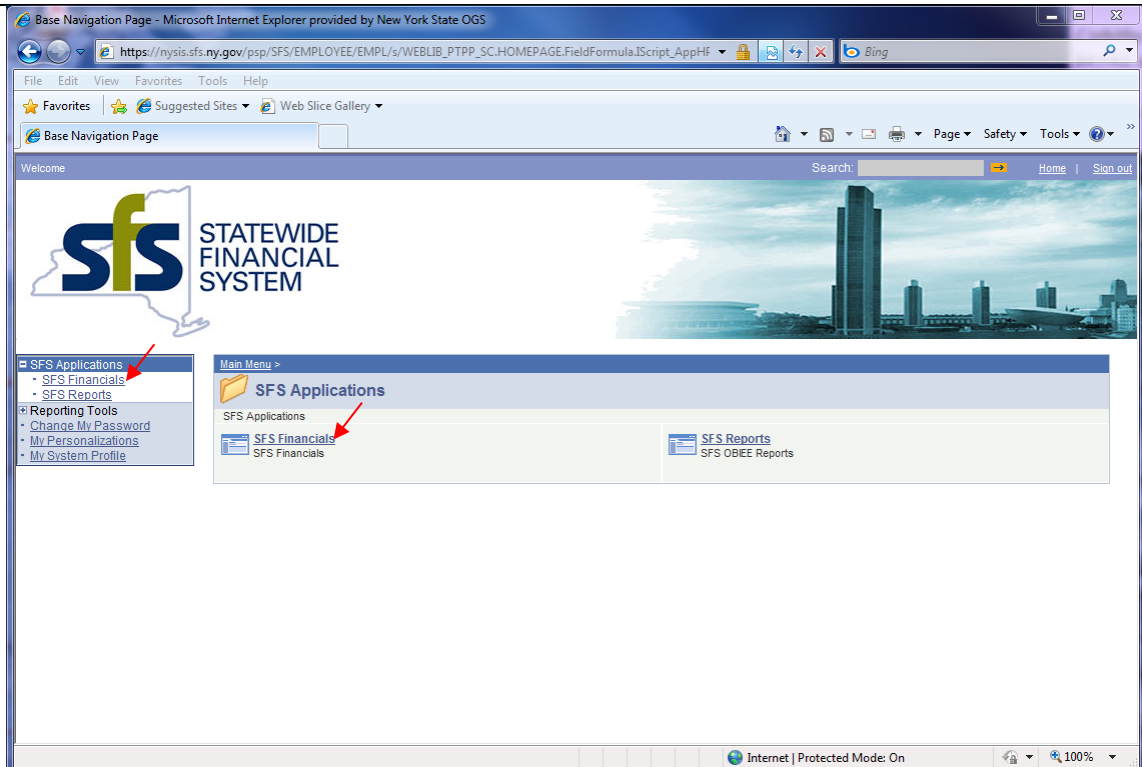 Base Navigation Page - Microsoft Internet Explorer provided by New York State OGS
https://nysis.sfs.ny.gov/psp/SFS/EMPLOYEE/EMPL/s/WEBLIB_PTPP_SC.HOMEPAGE.FieldFormula.IScript_AppHF
Bing
File Edit View Favorites Tools Help
Favorites Suggested Sites Web Slice Gallery
Base Navigation Page
Page Safety Tools
Welcome
Search: Home | Sign out
sfs
STATEWIDE
FINANCIAL
SYSTEM
SFS Applications
SFS Financials
SFS Reports
Reporting Tools
Change My Password
My Personalizations
My System Profile
Main Menu >
SFS Applications
SFS Applications
SFS Financials
SFS Financials
SFS Reports
SFS OBIEE Reports
Internet | Protected Mode: On
100%